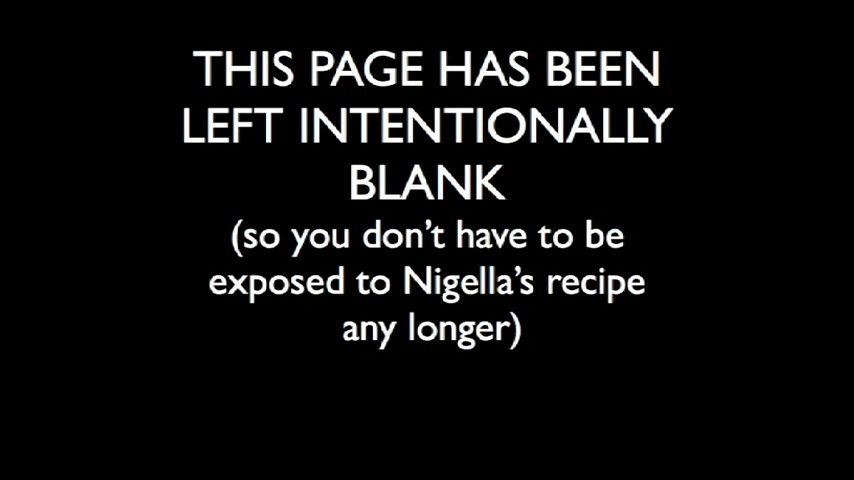 THIS PAGE HAS BEEN
LEFT INTENTIONALLY
BLANK
(so you don’t have to be
exposed to Nigella’s recipe
any longer)